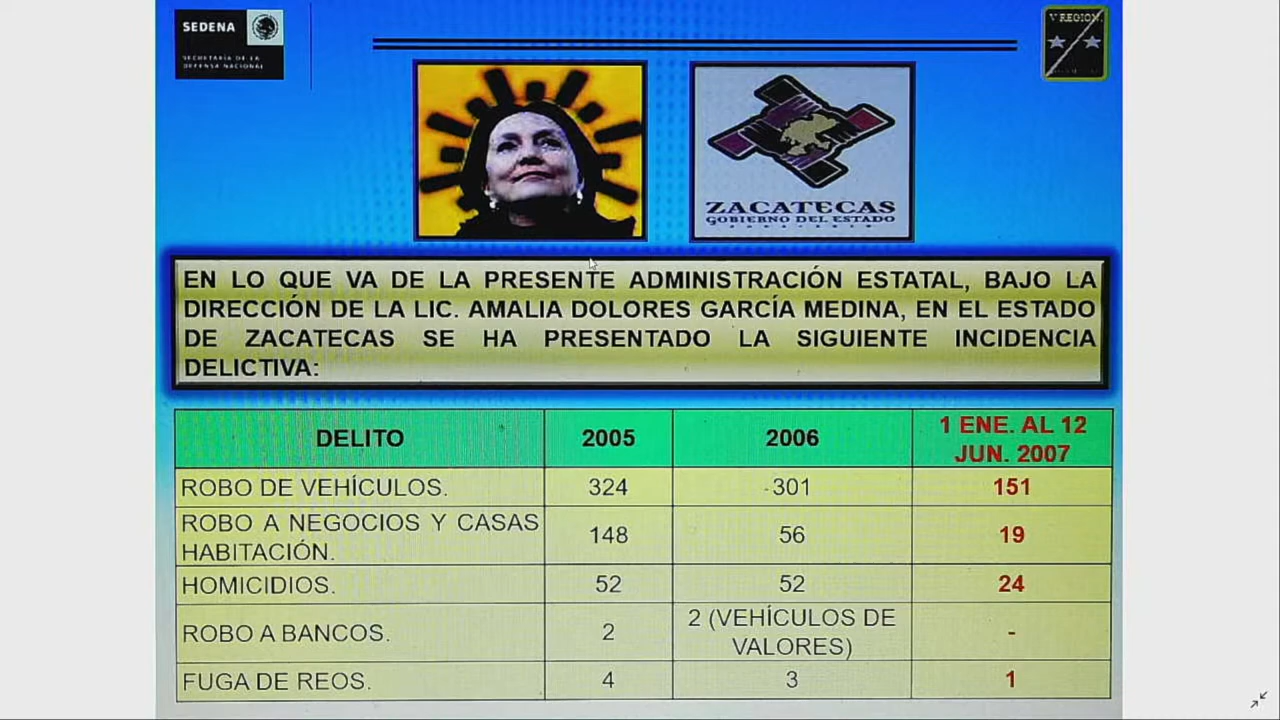 SEDENA
SECRETARÍA DE LA
DEFENSA NACIONAL
V REGION.
ZACATECAS
GOBIERNO DEL ESTADO
EN LO QUE VA DE LA PRESENTE ADMINISTRACIÓN ESTATAL, BAJO LA
DIRECCIÓN DE LA LIC. AMALIA DOLORES GARCÍA MEDINA, EN EL ESTADO
DE ZACATECAS SE HA PRESENTADO LA SIGUIENTE INCIDENCIA
DELICTIVA:
DELITO 2005 2006 1 ENE. AL 12
JUN. 2007
ROBO DE VEHÍCULOS. 324 301 151
ROBO A NEGOCIOS Y CASAS
HABITACIÓN. 148 56 19
HOMICIDIOS. 52 52 24
ROBO A BANCOS. 2 2 (VEHÍCULOS DE
VALORES) -
FUGA DE REOS. 4 3 1